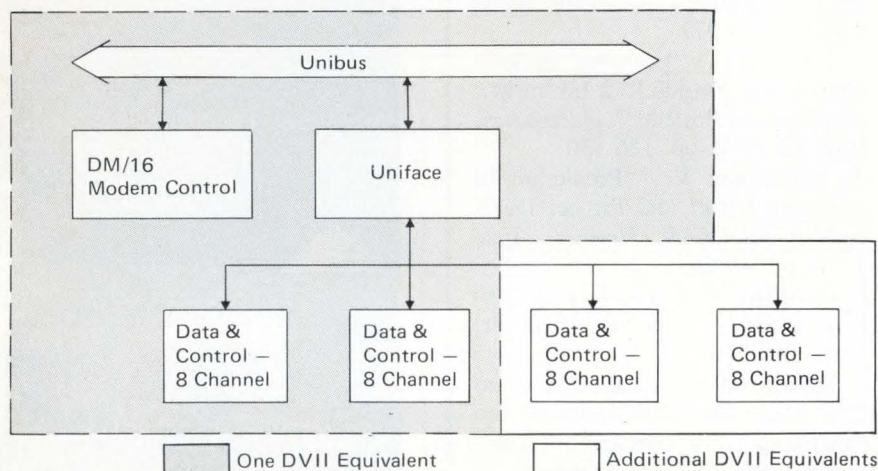 Unibus
DM/16
Modem Control
Uniface
Data &
Control –
8 Channel
Data &
Control –
8 Channel
Data &
Control –
8 Channel
Data &
Control –
8 Channel
One DVII Equivalent
Additional DVII Equivalents